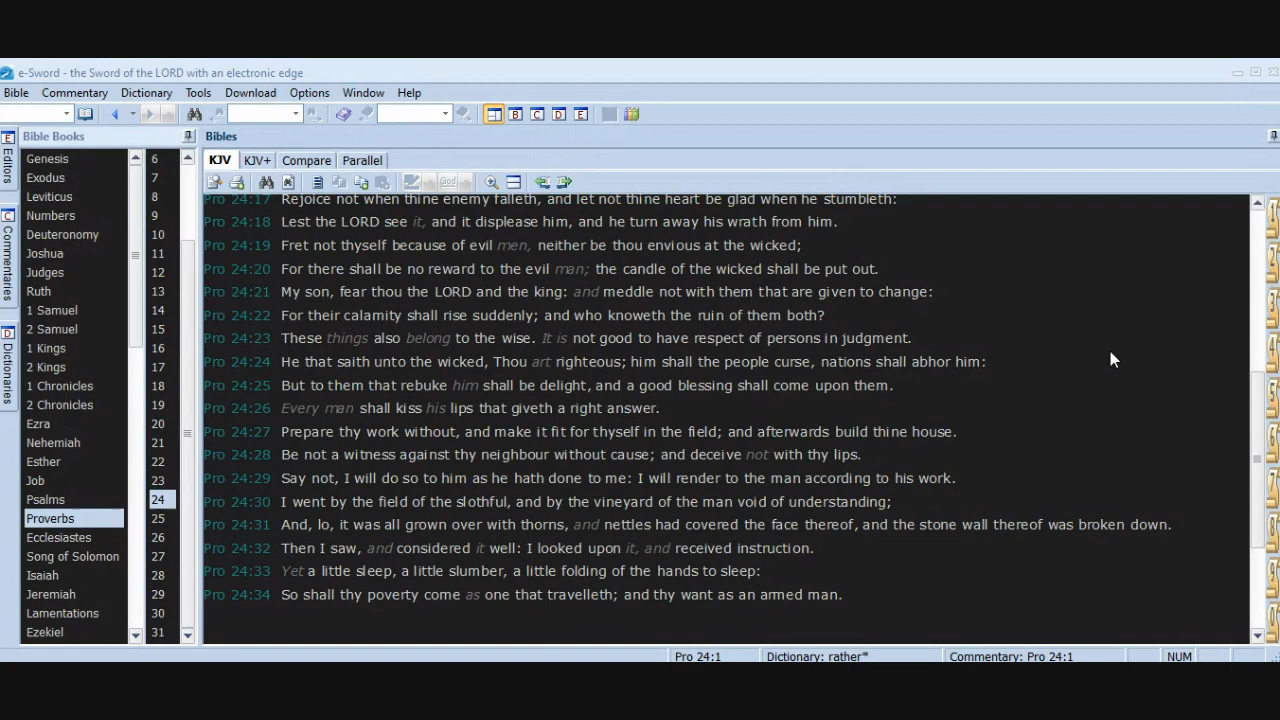 e-Sword - the Sword of the LORD with an electronic edge
Bible Commentary Dictionary Tools Download Options Window Help
B C D E
Bible Books
Bibles
KJV KJV+ Compare Parallel
God
E Editors
C Commentaries
D Dictionaries
Genesis 6
Exodus 7
Leviticus 8
Numbers 9
Deuteronomy 10
Joshua 11
Judges 12
Ruth 13
1 Samuel 14
2 Samuel 15
1 Kings 16
2 Kings 17
1 Chronicles 18
2 Chronicles 19
Ezra 20
Nehemiah 21
Esther 22
Job 23
Psalms 24
Proverbs 25
Ecclesiastes 26
Song of Solomon 27
Isaiah 28
Jeremiah 29
Lamentations 30
Ezekiel 31
Pro 24:17 Rejoice not when thine enemy falleth, and let not thine heart be glad when he stumbleth:
Pro 24:18 Lest the LORD see it, and it displease him, and he turn away his wrath from him.
Pro 24:19 Fret not thyself because of evil men, neither be thou envious at the wicked;
Pro 24:20 For there shall be no reward to the evil man; the candle of the wicked shall be put out.
Pro 24:21 My son, fear thou the LORD and the king: and meddle not with them that are given to change:
Pro 24:22 For their calamity shall rise suddenly; and who knoweth the ruin of them both?
Pro 24:23 These things also belong to the wise. It is not good to have respect of persons in judgment.
Pro 24:24 He that saith unto the wicked, Thou art righteous; him shall the people curse, nations shall abhor him:
Pro 24:25 But to them that rebuke him shall be delight, and a good blessing shall come upon them.
Pro 24:26 Every man shall kiss his lips that giveth a right answer.
Pro 24:27 Prepare thy work without, and make it fit for thyself in the field; and afterwards build thine house.
Pro 24:28 Be not a witness against thy neighbour without cause; and deceive not with thy lips.
Pro 24:29 Say not, I will do so to him as he hath done to me: I will render to the man according to his work.
Pro 24:30 I went by the field of the slothful, and by the vineyard of the man void of understanding;
Pro 24:31 And, lo, it was all grown over with thorns, and nettles had covered the face thereof, and the stone wall thereof was broken down.
Pro 24:32 Then I saw, and considered it well: I looked upon it, and received instruction.
Pro 24:33 Yet a little sleep, a little slumber, a little folding of the hands to sleep:
Pro 24:34 So shall thy poverty come as one that travelleth; and thy want as an armed man.
1
2
3
4
5
6
7
8
9
0
Pro 24:1 Dictionary: rather* Commentary: Pro 24:1 NUM